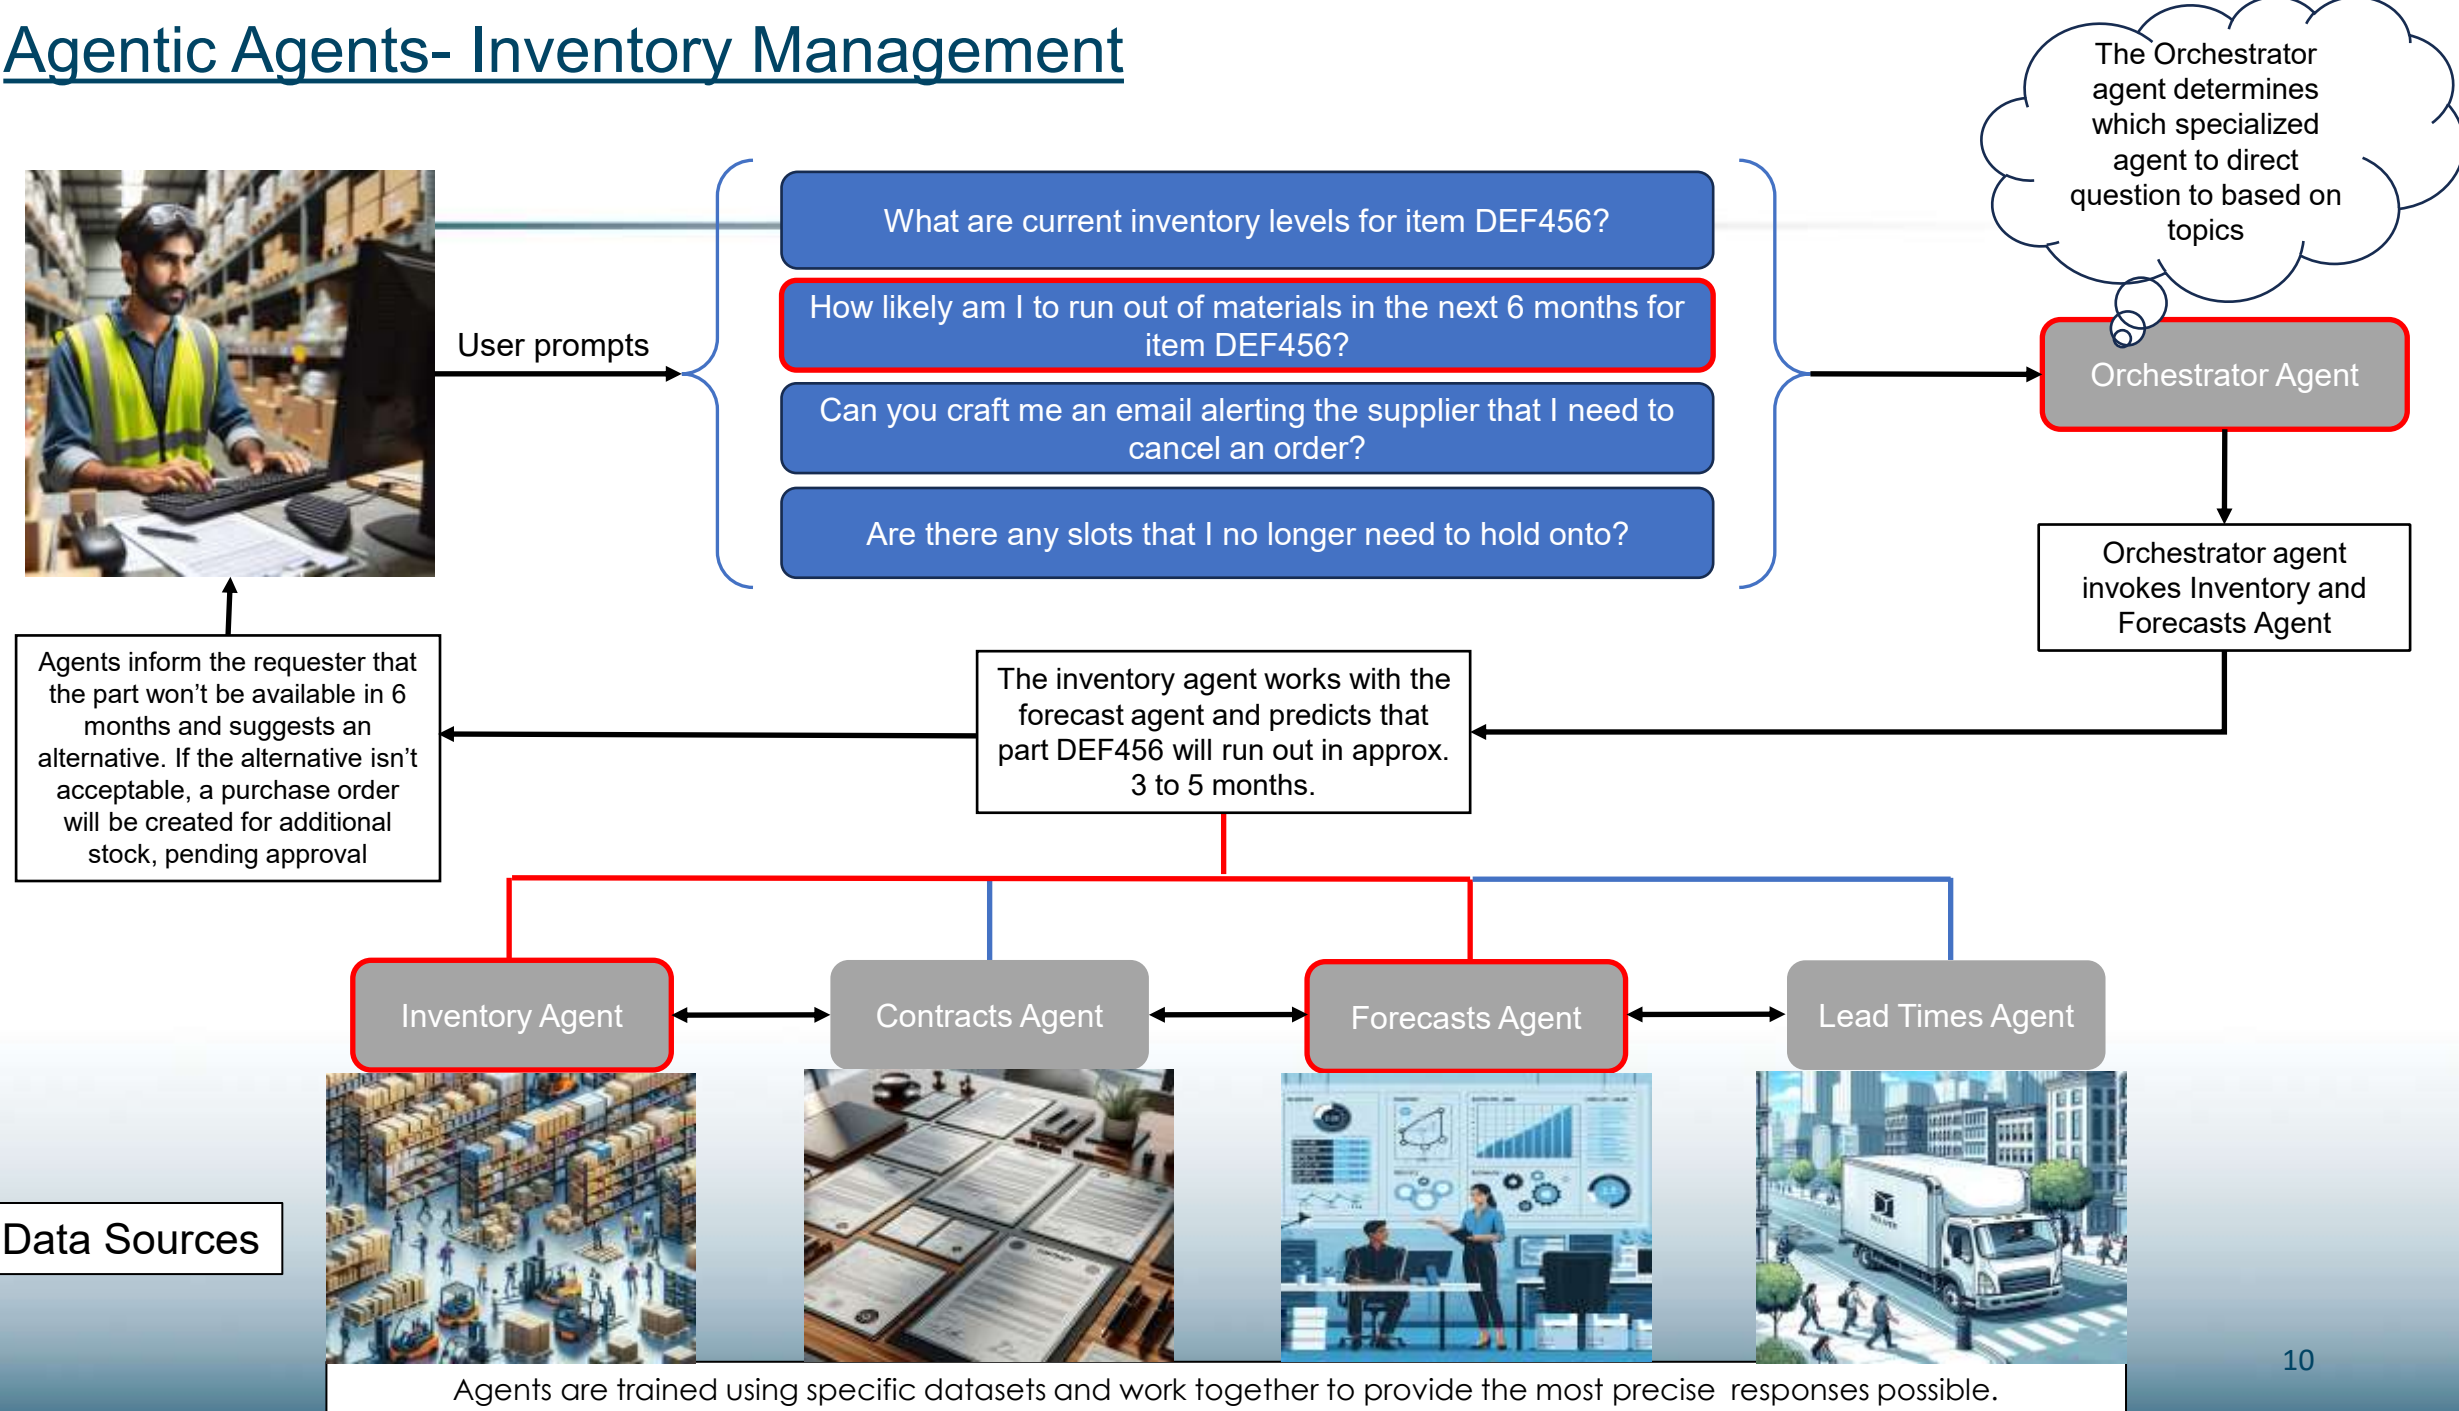 Agentic Agents- Inventory Management
The Orchestrator
agent determines
which specialized
agent to direct
question to based on
topics
What are current inventory levels for item DEF456?
How likely am I to run out of materials in the next 6 months for
item DEF456?
Can you craft me an email alerting the supplier that I need to
cancel an order?
Are there any slots that I no longer need to hold onto?
User prompts
Orchestrator Agent
Orchestrator agent
invokes Inventory and
Forecasts Agent
The inventory agent works with the
forecast agent and predicts that
part DEF456 will run out in approx.
3 to 5 months.
Agents inform the requester that
the part won’t be available in 6
months and suggests an
alternative. If the alternative isn’t
acceptable, a purchase order
will be created for additional
stock, pending approval
Inventory Agent
Contracts Agent
Forecasts Agent
Lead Times Agent
Data Sources
Agents are trained using specific datasets and work together to provide the most precise responses possible.
10